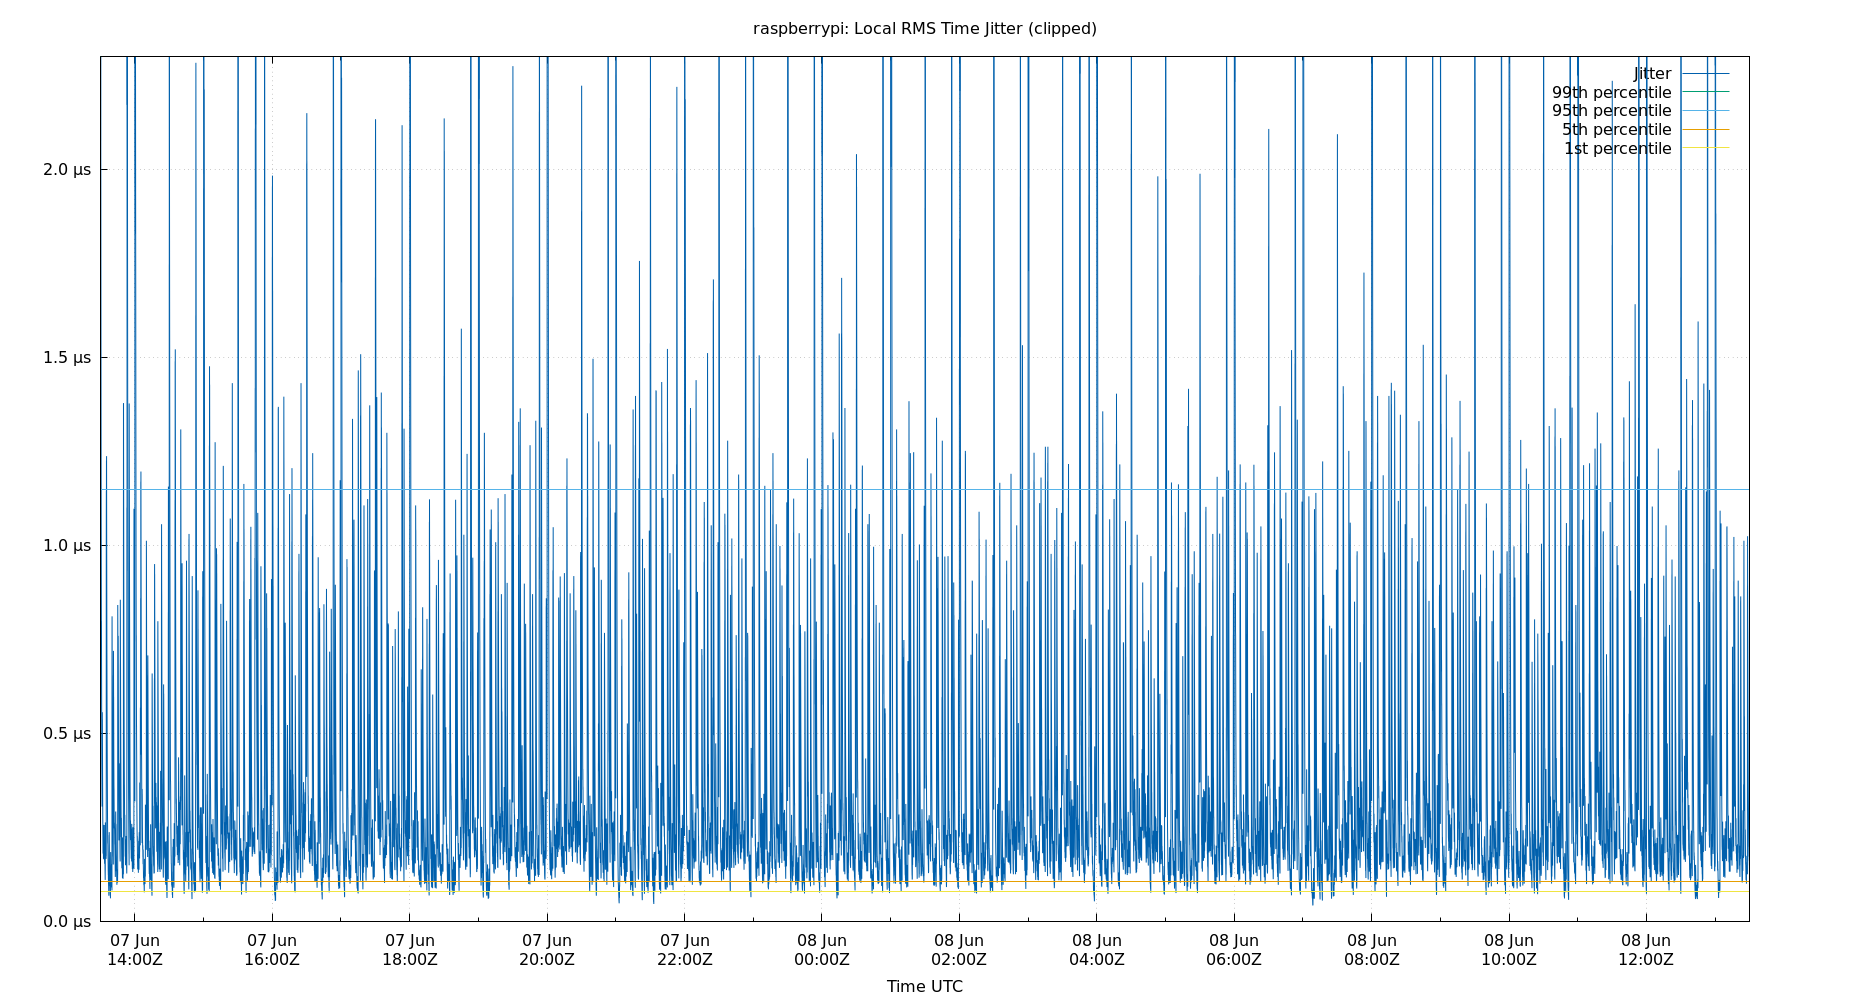 raspberrypi: Local RMS Time Jitter (clipped)
Jitter
99th percentile
95th percentile
5th percentile
1st percentile
2.0 µs
1.5 µs
1.0 µs
0.5 µs
0.0 µs
07 Jun 07 Jun 07 Jun 07 Jun 07 Jun 08 Jun 08 Jun 08 Jun 08 Jun 08 Jun 08 Jun 08 Jun
14:00Z 16:00Z 18:00Z 20:00Z 22:00Z 00:00Z 02:00Z 04:00Z 06:00Z 08:00Z 10:00Z 12:00Z
Time UTC